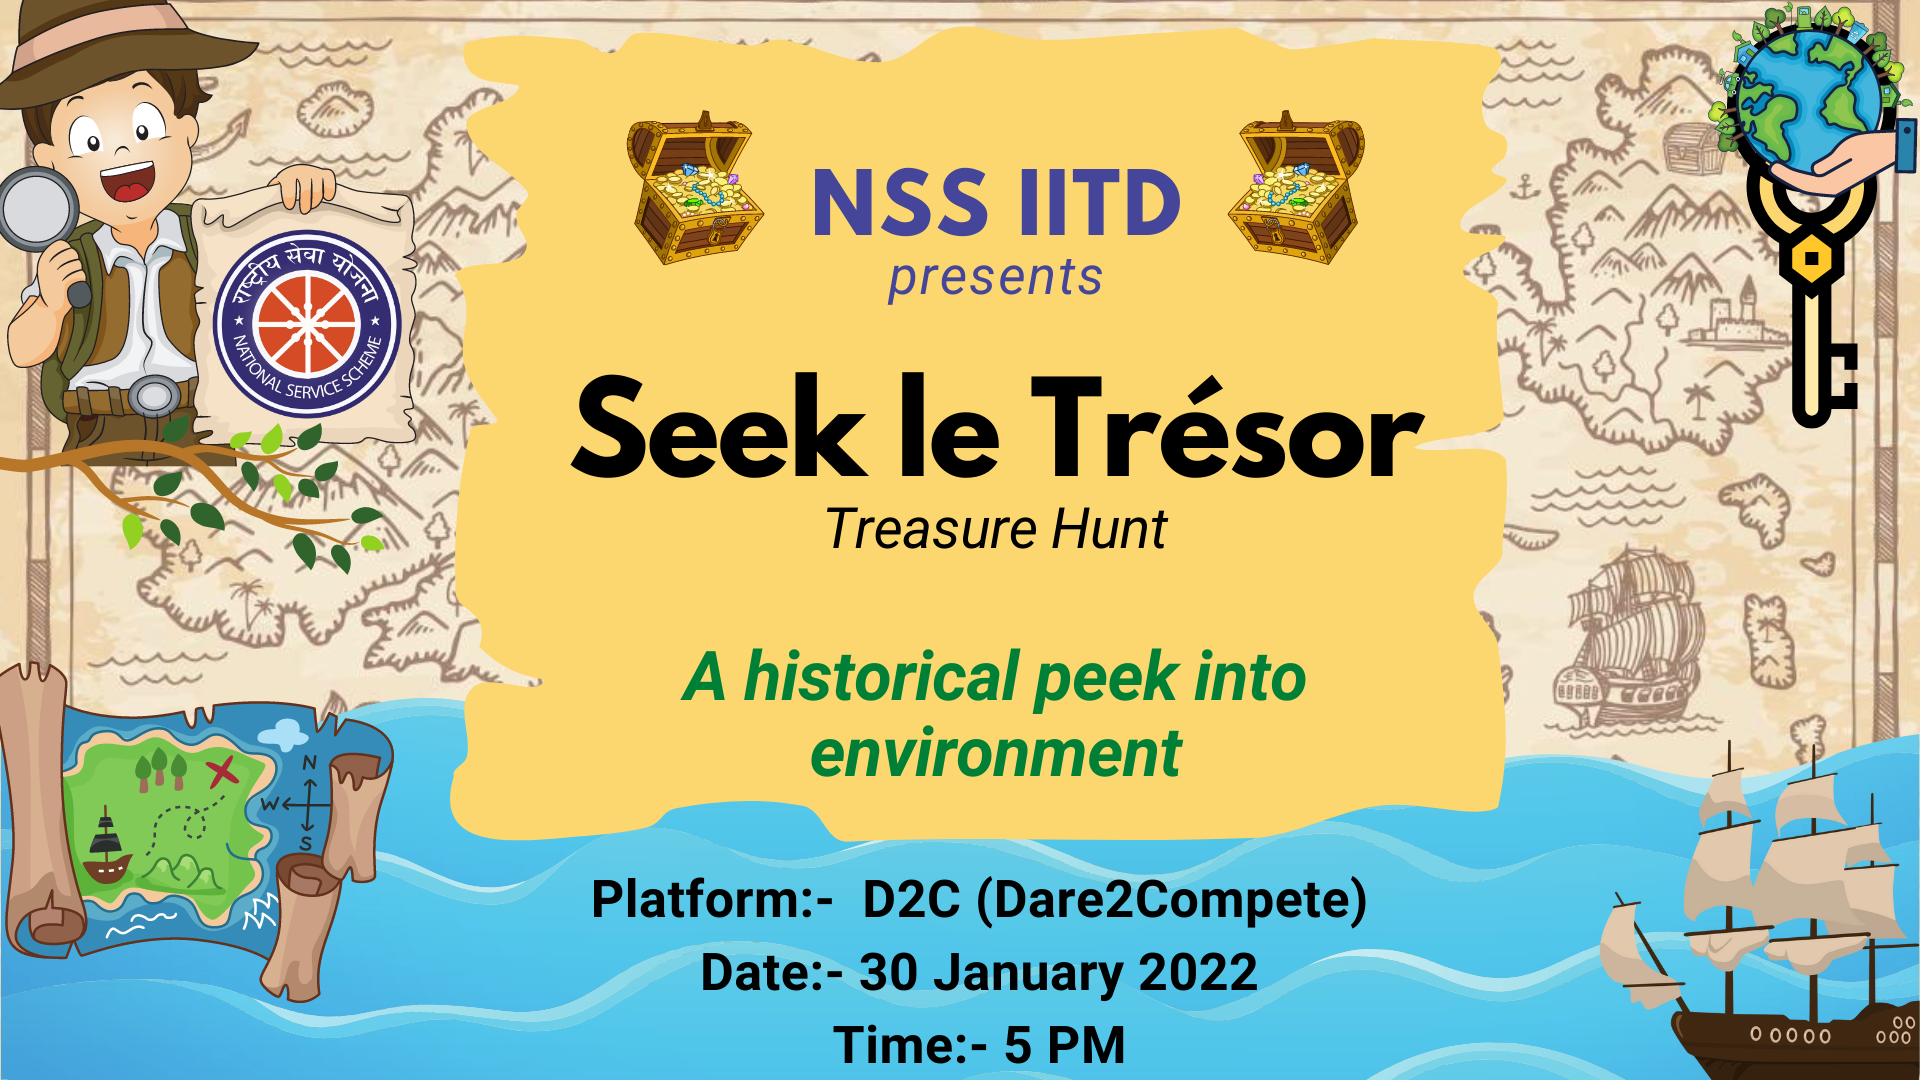 NSS IITD
presents
राष्ट्रीय सेवा योजना
NATIONAL SERVICE SCHEME
Seek le Trésor
Treasure Hunt
A historical peek into
environment
N
W
S
Platform:- D2C (Dare2Compete)
Date:- 30 January 2022
Time:- 5 PM